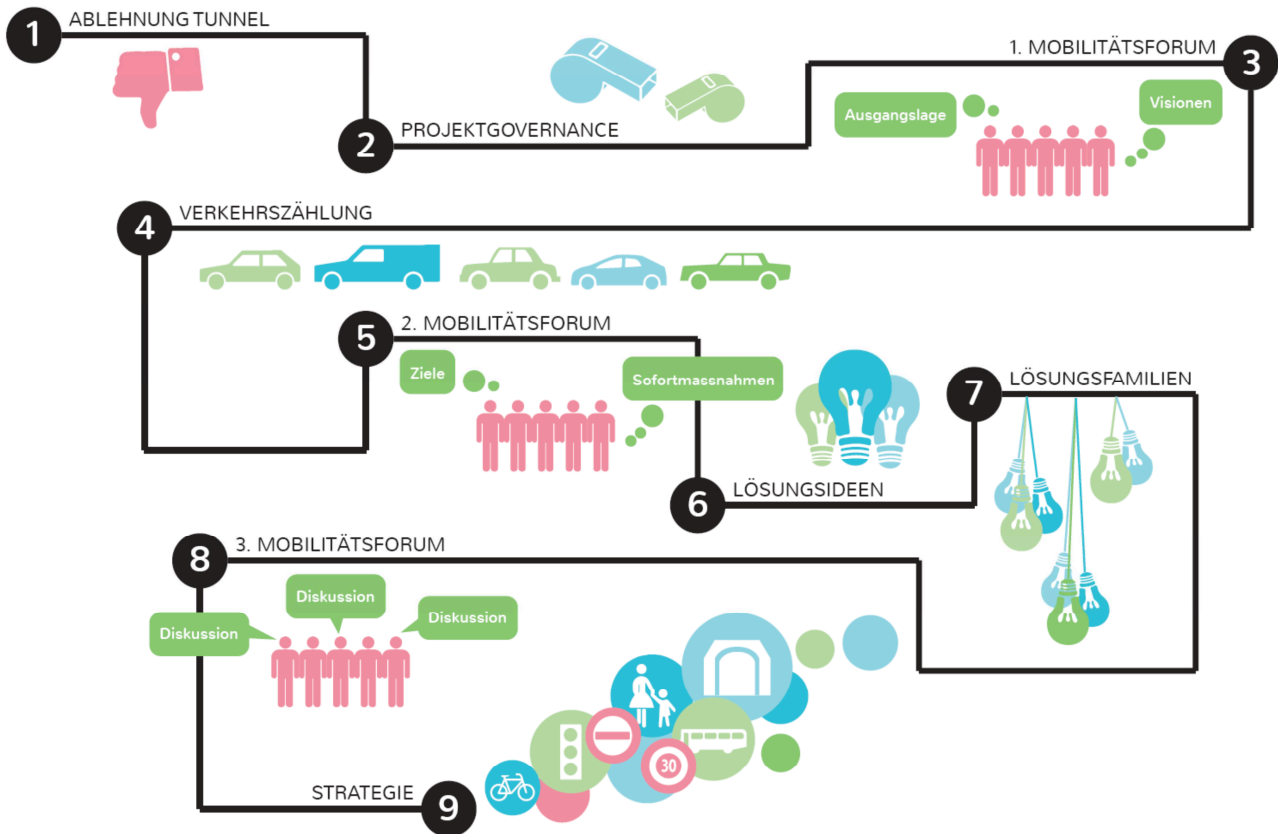 1 ABLEHNUNG TUNNEL
2 PROJEKTGOVERNANCE
1. MOBILITÄTSFORUM 3
Ausgangslage
Visionen
4 VERKEHRSZÄHLUNG
5 2. MOBILITÄTSFORUM
Ziele
Sofortmassnahmen
6 LÖSUNGSIDEEN
7 LÖSUNGSFAMILIEN
8 3. MOBILITÄTSFORUM
Diskussion
Diskussion
Diskussion
30
STRATEGIE 9